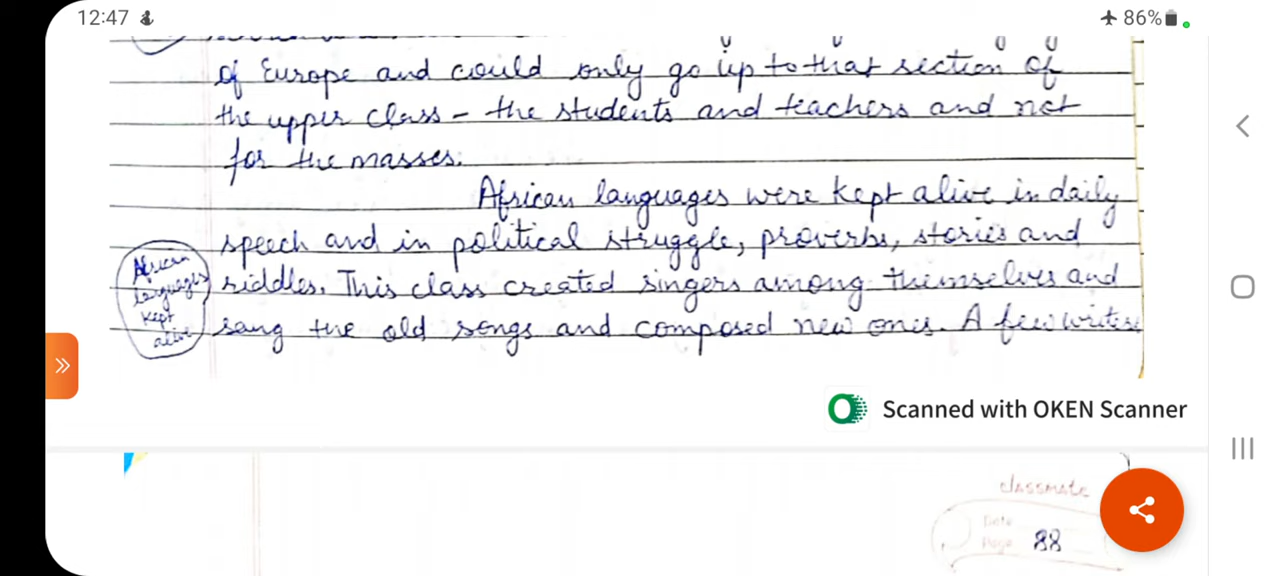 12:47
86%
of Europe and could only go up to that section of
the upper class - the students and teachers and not
for the masses.
African languages were kept alive in daily
speech and in political struggle, proverbs, stories and
riddles. This class created singers among themselves and
sang the old songs and composed new ones. A few writers
African
languages
kept
alive
Scanned with OKEN Scanner
classmate
Date
Page 88